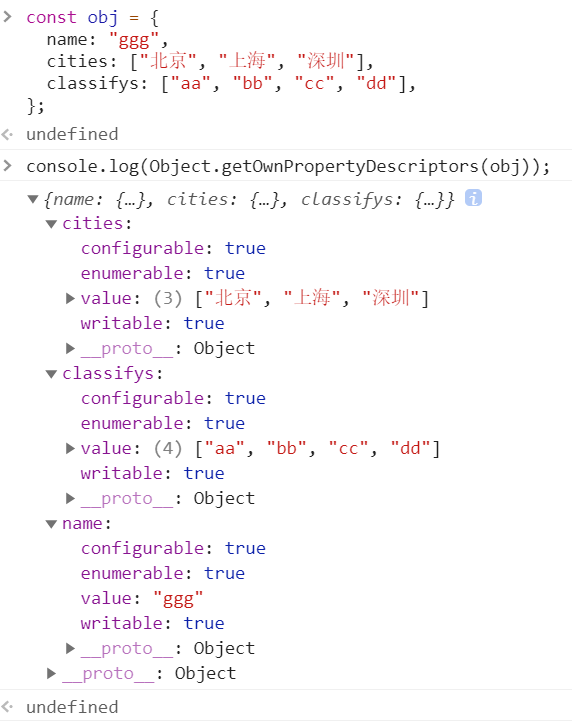 const obj = {
name: "ggg",
cities: ["北京", "上海", "深圳"],
classifys: ["aa", "bb", "cc", "dd"],
};
undefined
console.log(Object.getOwnPropertyDescriptors(obj));
{name: {…}, cities: {…}, classifys: {…}} i
cities:
configurable: true
enumerable: true
value: (3) ["北京", "上海", "深圳"]
writable: true
__proto__: Object
classifys:
configurable: true
enumerable: true
value: (4) ["aa", "bb", "cc", "dd"]
writable: true
__proto__: Object
name:
configurable: true
enumerable: true
value: "ggg"
writable: true
__proto__: Object
__proto__: Object
undefined